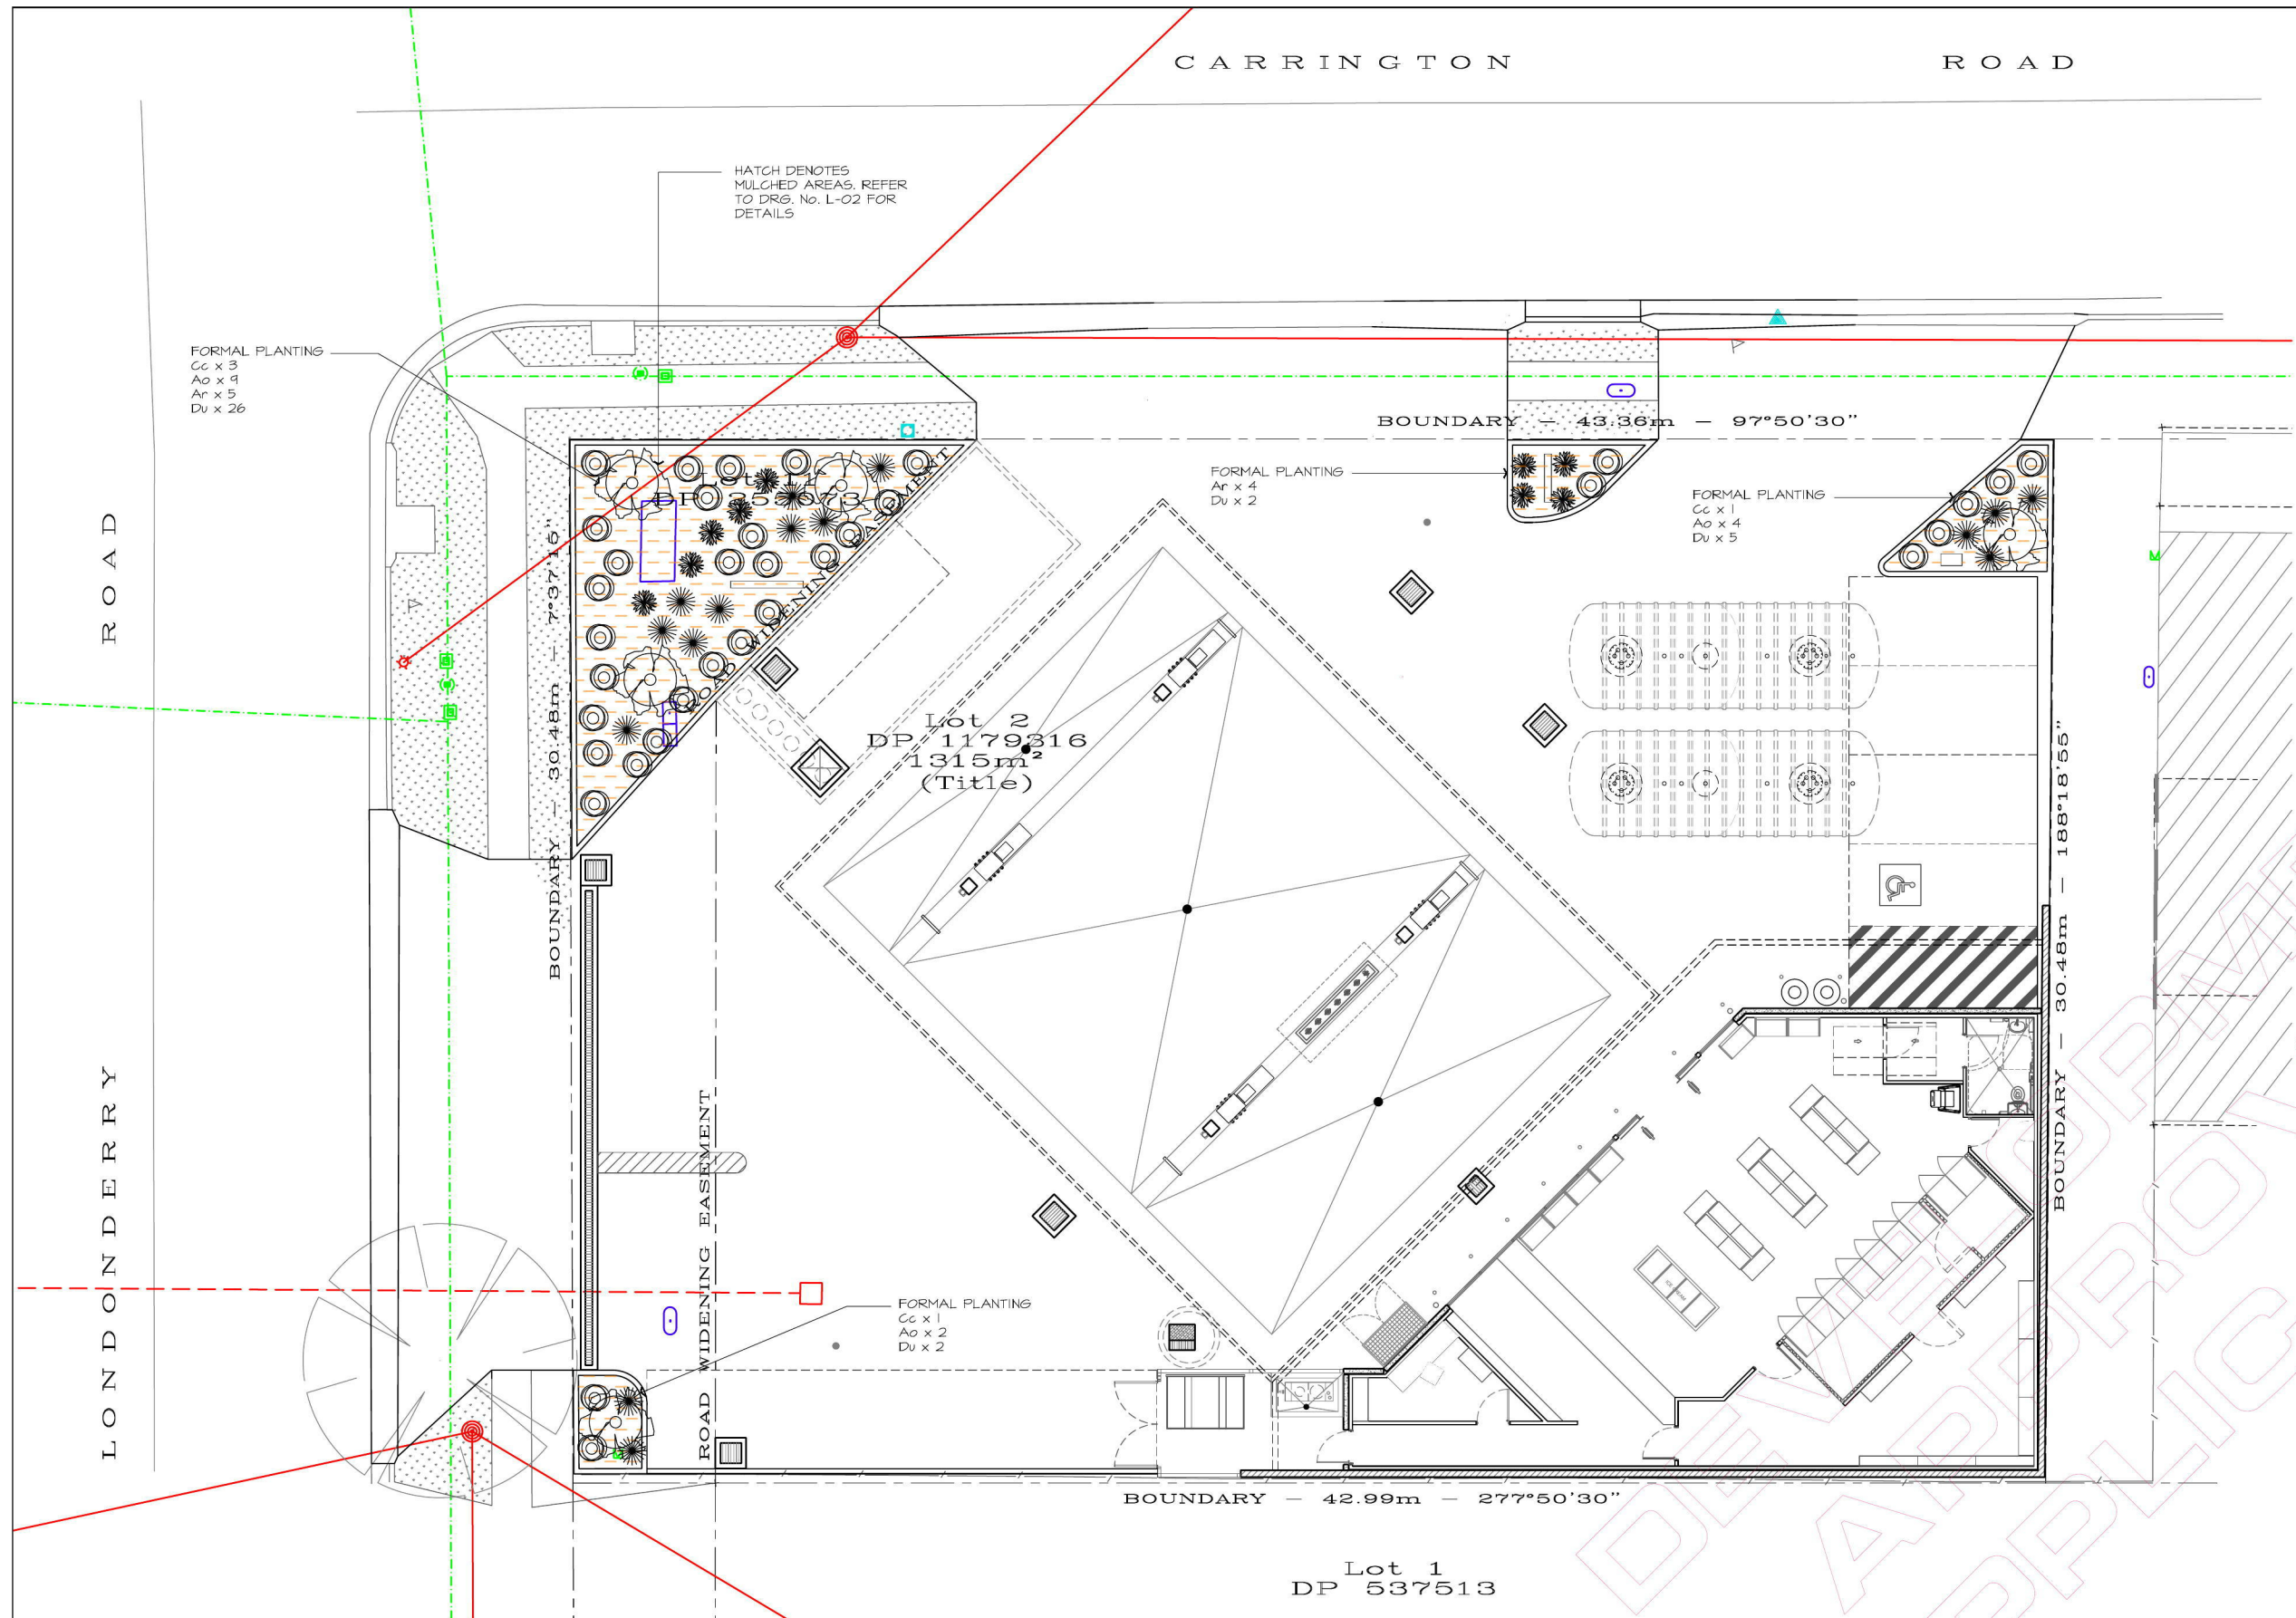 CARRINGTON ROAD
HATCH DENOTES
MULCHED AREAS. REFER
TO DRG. No. L-02 FOR
DETAILS
FORMAL PLANTING
Cc x 3
Ao x 9
Ar x 5
Du x 26
BOUNDARY — 43.36m — 97°50'30"
FORMAL PLANTING
Ar x 4
Du x 2
FORMAL PLANTING
Cc x 1
Ao x 4
Du x 5
Lot 11
ROAD WIDENING EASEMENT
BOUNDARY — 30.48m — 7°37'16"
LONDONDERRY ROAD
Lot 2
DP 1179316
1315m²
(Title)
BOUNDARY — 30.48m — 188°18'55"
ROAD WIDENING EASEMENT
FORMAL PLANTING
Cc x 1
Ao x 2
Du x 2
BOUNDARY — 42.99m — 277°50'30"
Lot 1
DP 537513